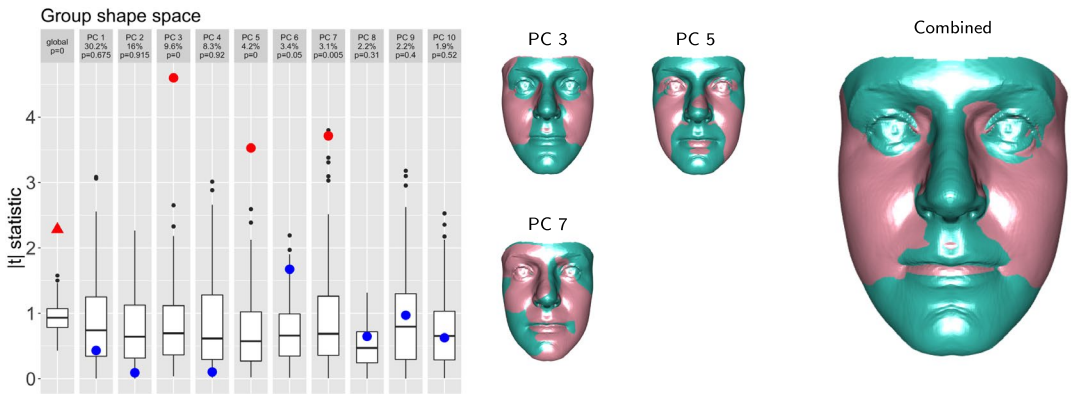 Group shape space
global
p=0
PC 1
30.2%
p=0.675
PC 2
16%
p=0.915
PC 3
9.6%
p=0
PC 4
8.3%
p=0.92
PC 5
4.2%
p=0
PC 6
3.4%
p=0.05
PC 7
3.1%
p=0.005
PC 8
2.2%
p=0.31
PC 9
2.2%
p=0.4
PC 10
1.9%
p=0.52
|t| statistic
4
3
2
1
0
PC 3
PC 5
PC 7
Combined